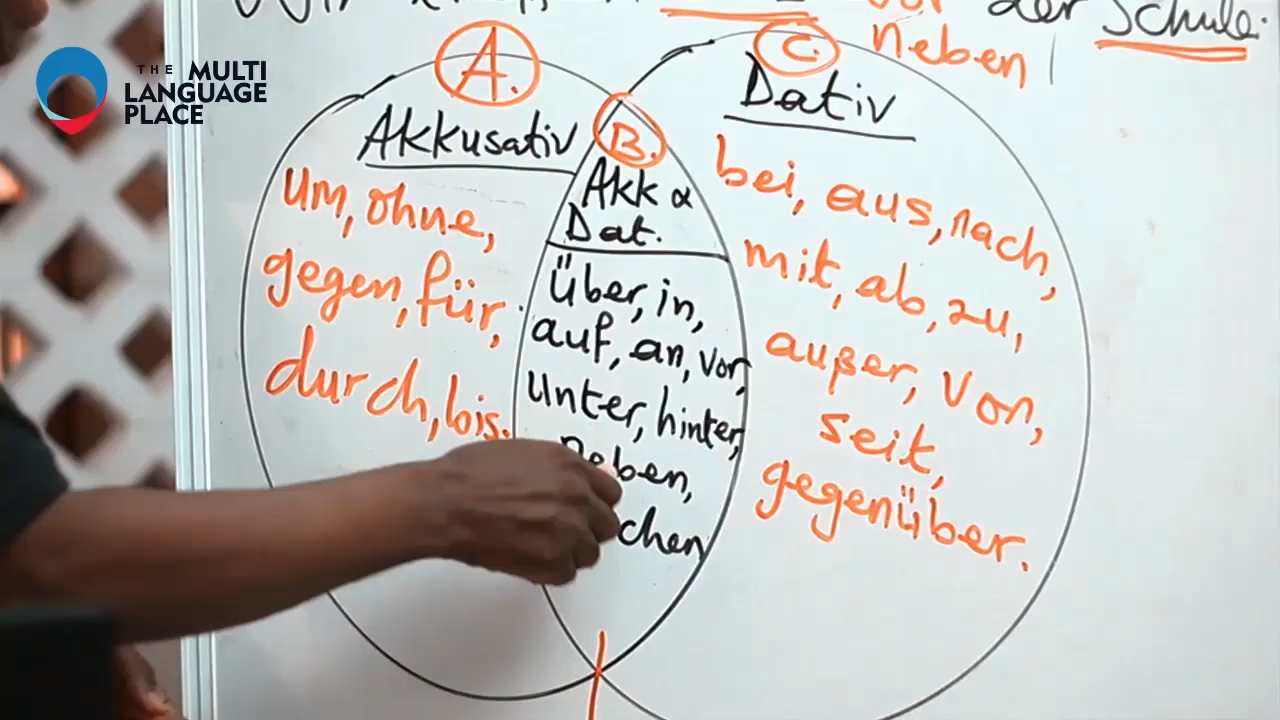 THE MULTI
LANGUAGE
PLACE
der Schule.
neben
A.
Akkusativ
um, ohne,
gegen, für,
durch, bis.
B.
Akk &
Dat.
über, in,
auf, an, vor,
unter, hinter,
neben,
chen
C.
Dativ
bei, aus, nach,
mit, ab, zu,
außer, von,
seit,
gegenüber.